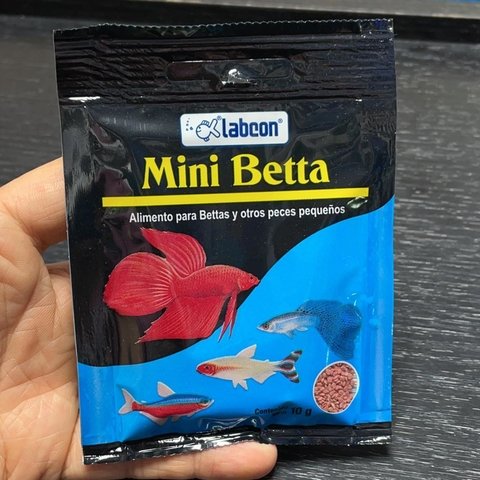 labcon®
Mini Betta
Alimento para Bettas y otros peces pequeños
10 g